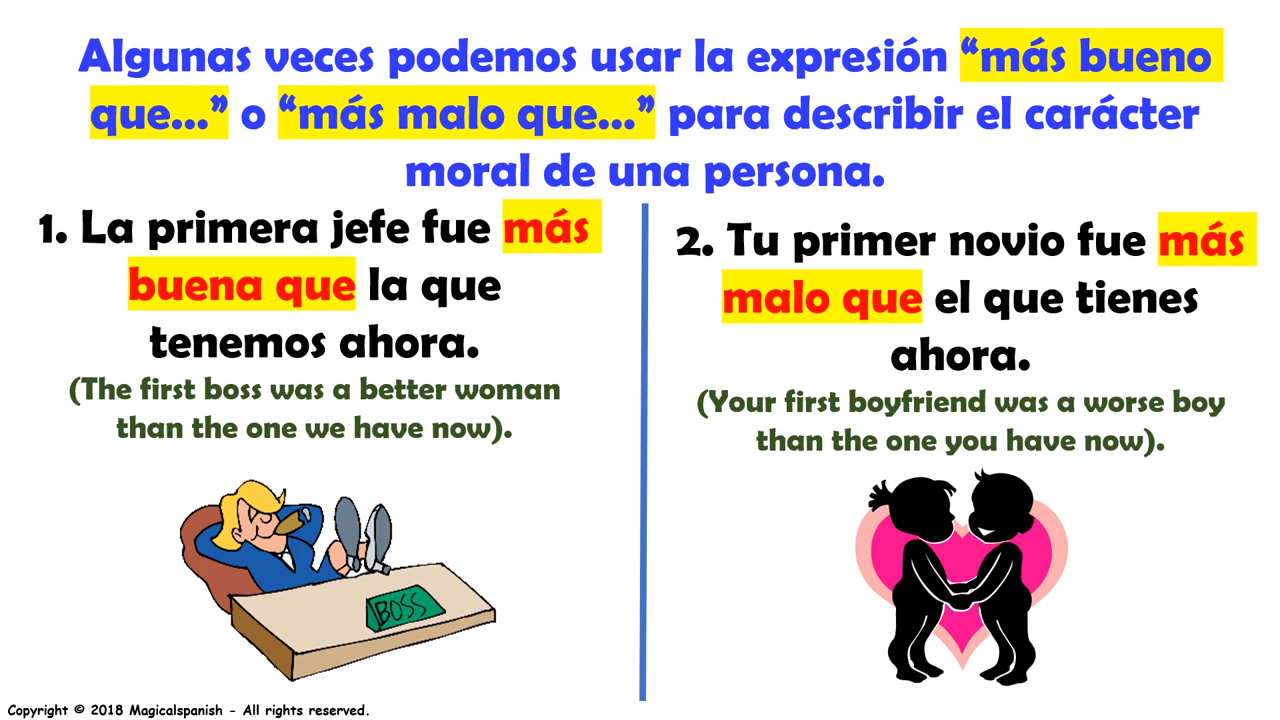 Algunas veces podemos usar la expresión “más bueno
que...” o “más malo que...” para describir el carácter
moral de una persona.
1. La primera jefe fue más
buena que la que
tenemos ahora.
(The first boss was a better woman
than the one we have now).
BOSS
2. Tu primer novio fue más
malo que el que tienes
ahora.
(Your first boyfriend was a worse boy
than the one you have now).
Copyright © 2018 Magicalspanish - All rights reserved.